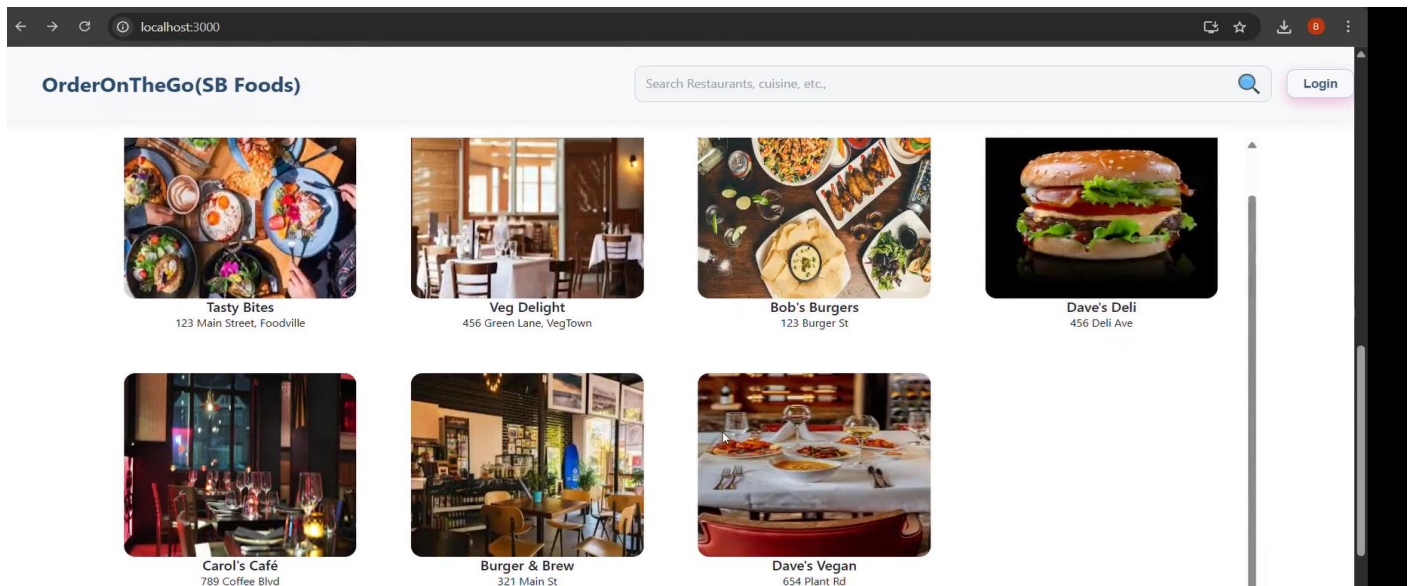 localhost:3000
B
OrderOnTheGo(SB Foods)
Search Restaurants, cuisine, etc.,
Login
Tasty Bites
123 Main Street, Foodville
Veg Delight
456 Green Lane, VegTown
Bob's Burgers
123 Burger St
Dave's Deli
456 Deli Ave
Carol's Café
789 Coffee Blvd
Burger & Brew
321 Main St
Dave's Vegan
654 Plant Rd